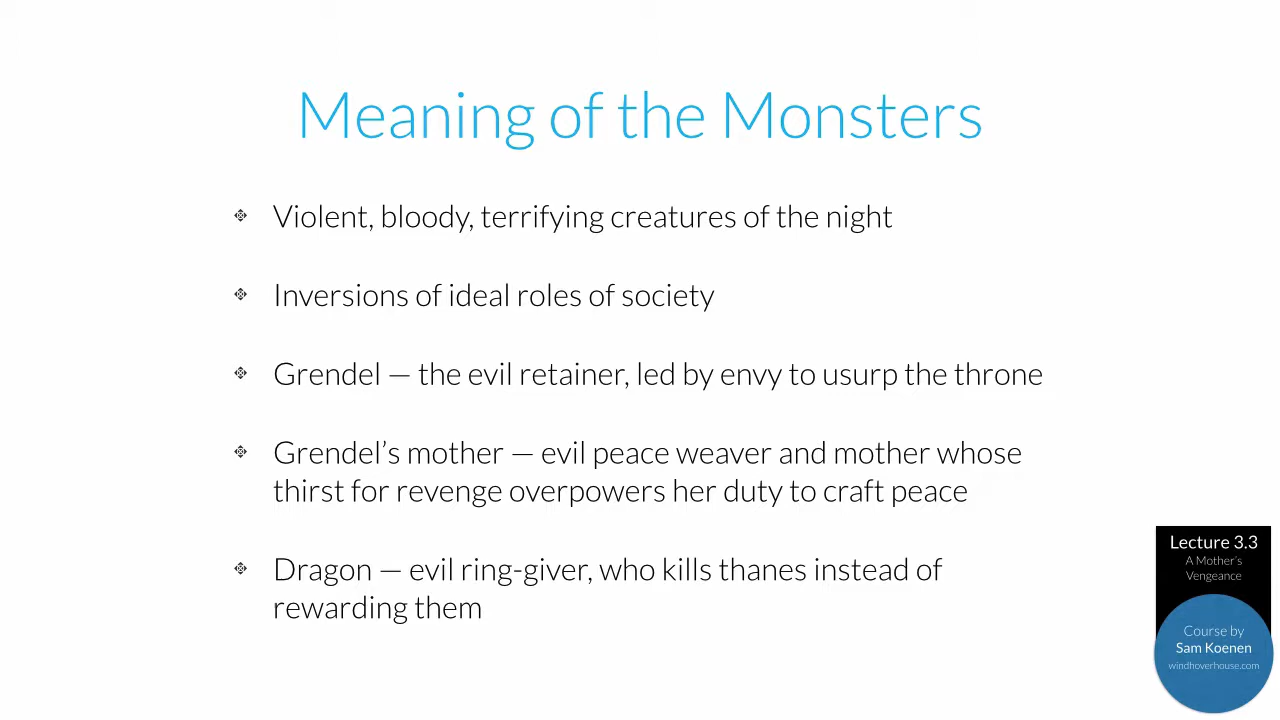 Meaning of the Monsters
Violent, bloody, terrifying creatures of the night
Inversions of ideal roles of society
Grendel — the evil retainer, led by envy to usurp the throne
Grendel’s mother — evil peace weaver and mother whose
thirst for revenge overpowers her duty to craft peace
Dragon — evil ring-giver, who kills thanes instead of
rewarding them
Lecture 3.3
A Mother’s
Vengeance
Course by
Sam Koenen
windhoverhouse.com